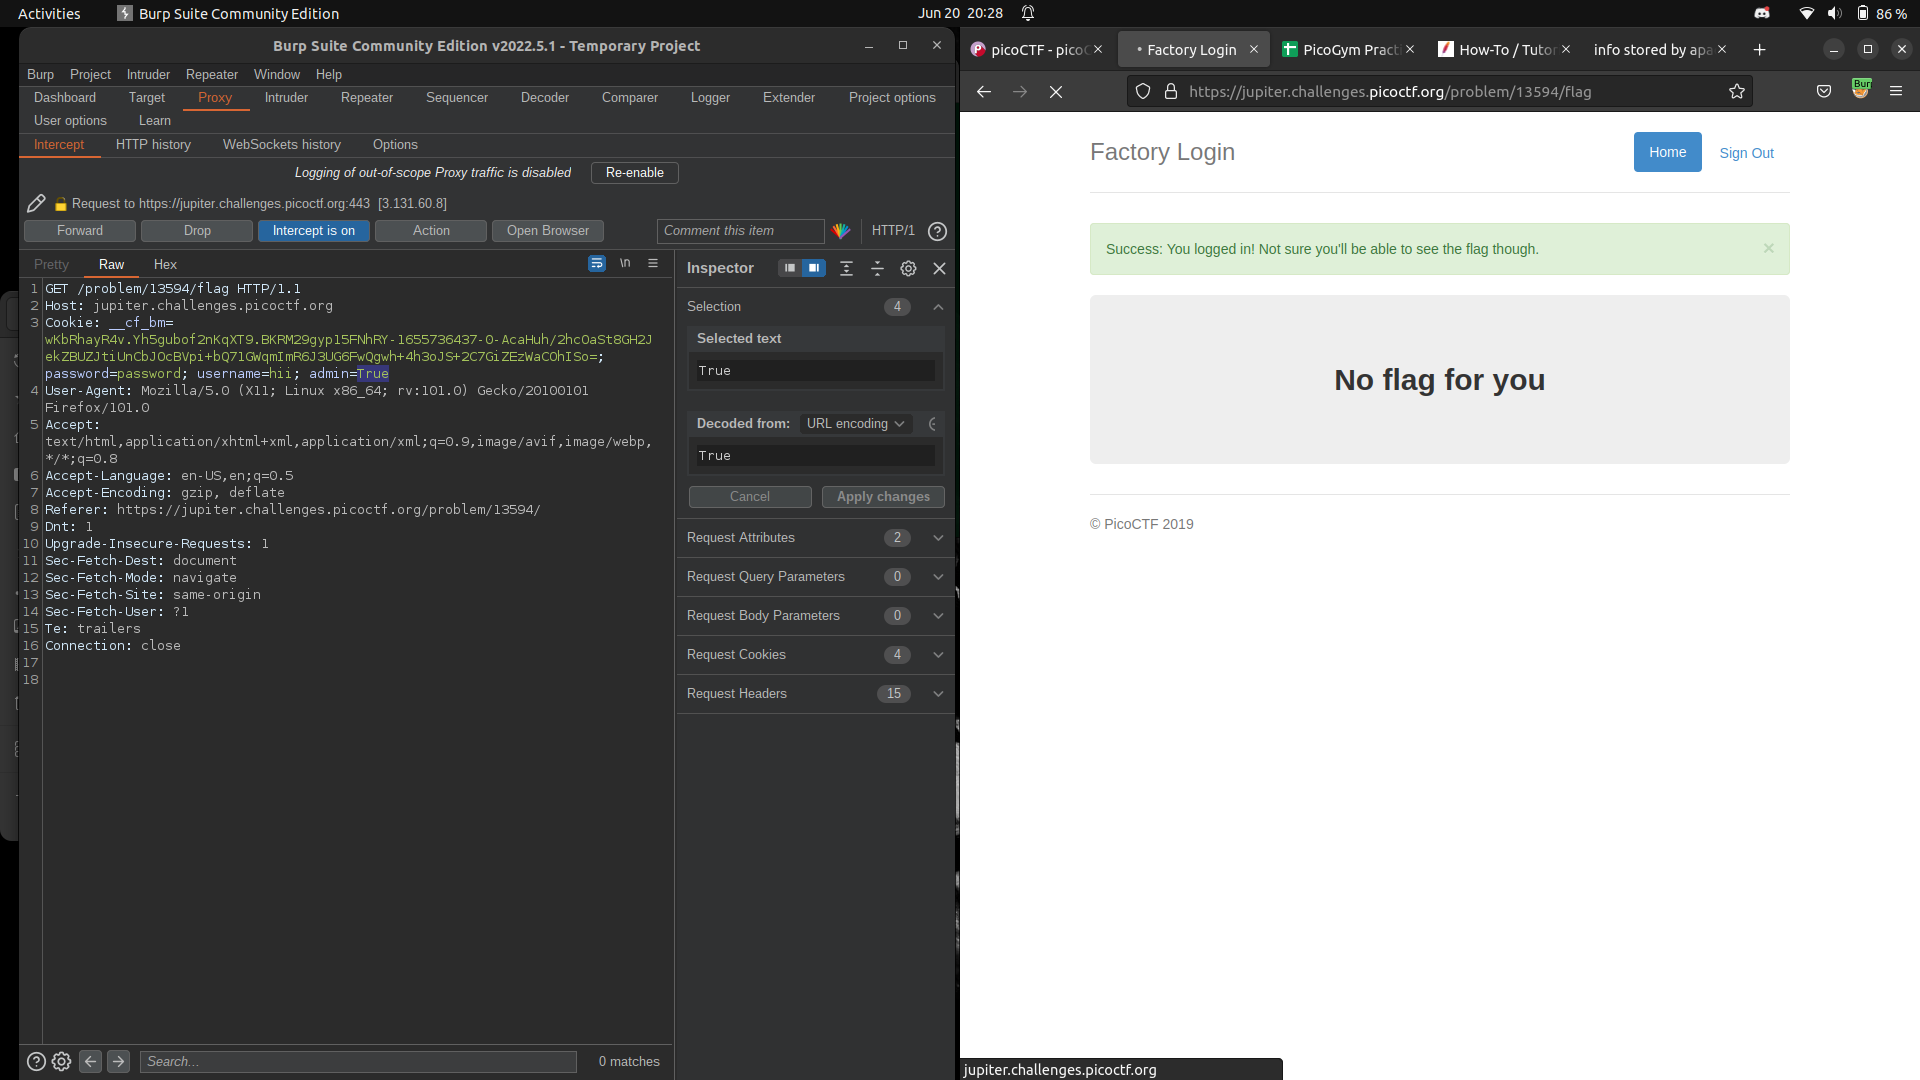 Activities
Burp Suite Community Edition
Jun 20 20:28
86 %
Burp Suite Community Edition v2022.5.1 - Temporary Project
Burp Project Intruder Repeater Window Help
Dashboard Target Proxy Intruder Repeater Sequencer Decoder Comparer Logger Extender Project options
User options Learn
Intercept HTTP history WebSockets history Options
Logging of out-of-scope Proxy traffic is disabled Re-enable
Request to https://jupiter.challenges.picoctf.org:443 [3.131.60.8]
Forward Drop Intercept is on Action Open Browser Comment this item HTTP/1
Pretty Raw Hex \n
1 GET /problem/13594/flag HTTP/1.1
2 Host: jupiter.challenges.picoctf.org
3 Cookie: __cf_bm=
wKbRhayR4v.Yh5gubof2nKqXT9.BKRM29gyp15FNhRY-1655736437-0-AcaHuh/2hcOaSt8GH2J
ekZBUZJtiUnCbJOcBVpi+bQ71GWqmImR6J3UG6FwQgwh+4h3oJS+2C7GiZEzWaCOhISo=;
password=password; username=hii; admin=True
4 User-Agent: Mozilla/5.0 (X11; Linux x86_64; rv:101.0) Gecko/20100101
Firefox/101.0
5 Accept:
text/html,application/xhtml+xml,application/xml;q=0.9,image/avif,image/webp,
*/*;q=0.8
6 Accept-Language: en-US,en;q=0.5
7 Accept-Encoding: gzip, deflate
8 Referer: https://jupiter.challenges.picoctf.org/problem/13594/
9 Dnt: 1
10 Upgrade-Insecure-Requests: 1
11 Sec-Fetch-Dest: document
12 Sec-Fetch-Mode: navigate
13 Sec-Fetch-Site: same-origin
14 Sec-Fetch-User: ?1
15 Te: trailers
16 Connection: close
17
18
Search...
0 matches
Inspector
Selection 4
Selected text
True
Decoded from: URL encoding
True
Cancel Apply changes
Request Attributes 2
Request Query Parameters 0
Request Body Parameters 0
Request Cookies 4
Request Headers 15
picoCTF - picoC
Factory Login
PicoGym Practi
How-To / Tutor
info stored by apa
https://jupiter.challenges.picoctf.org/problem/13594/flag
Bur
Factory Login
Home
Sign Out
Success: You logged in! Not sure you'll be able to see the flag though.
×
No flag for you
© PicoCTF 2019
jupiter.challenges.picoctf.org